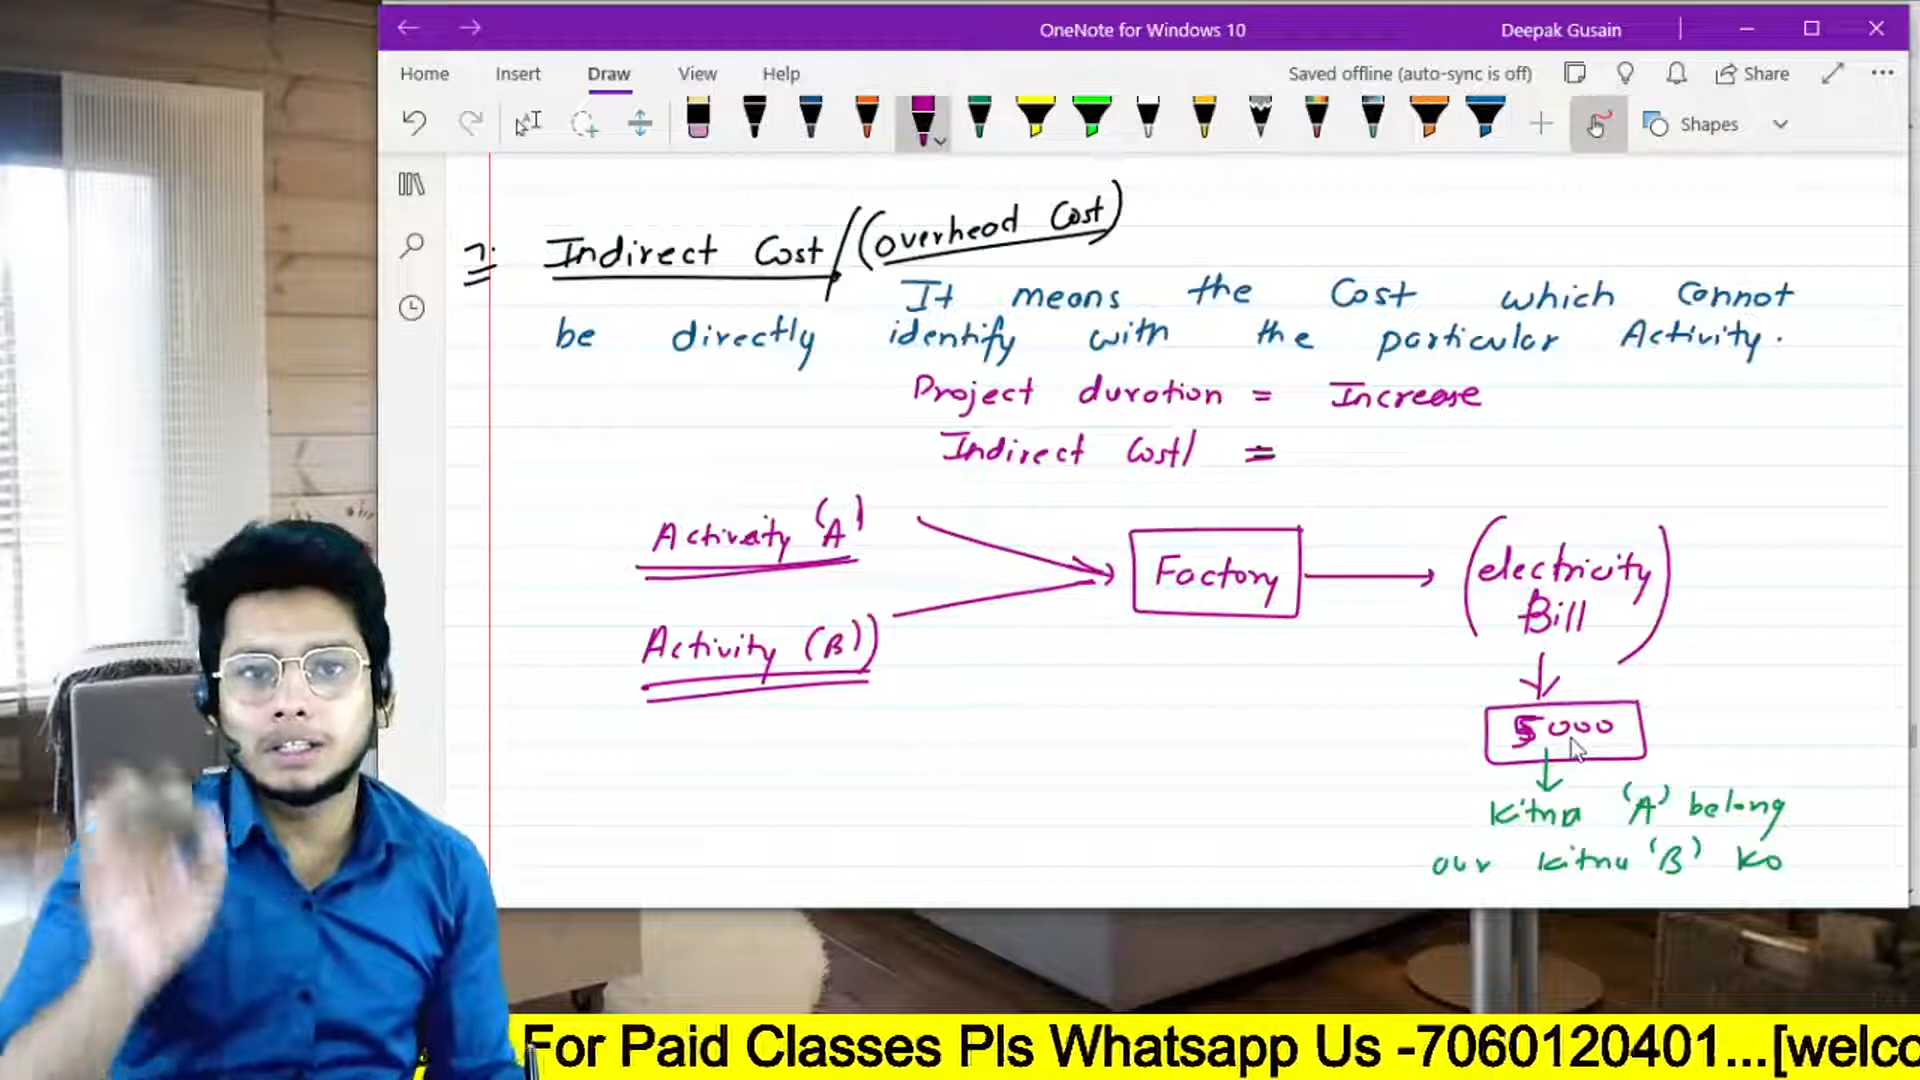 OneNote for Windows 10
Deepak Gusain
Home Insert Draw View Help
Saved offline (auto-sync is off)
Share
Shapes
7. Indirect Cost/(overhead Cost)
It means the Cost which connot
be directly identify with the particular Activity.
Project duration = Increase
Indirect Cost/ =
Activity (A)
Factory
electricity
Bill
Activity (B)
5000
Kitna 'A' belong
our kitna 'B' ko
For Paid Classes Pls Whatsapp Us -7060120401...[welco